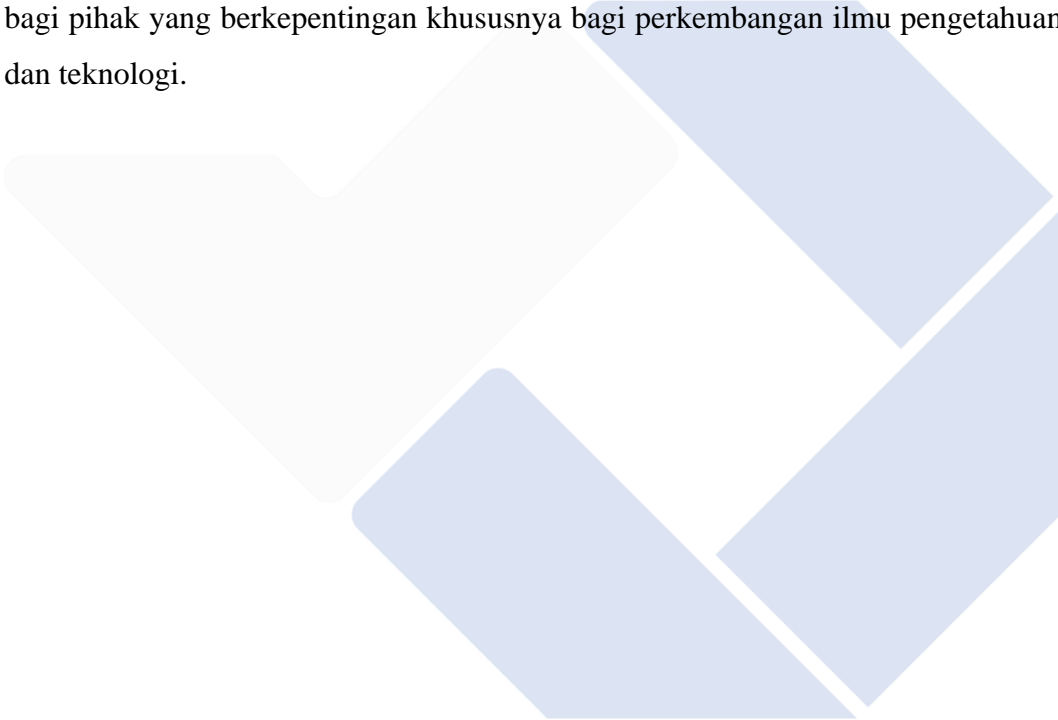 bagi pihak yang berkepentingan khususnya bagi perkembangan ilmu pengetahuan
dan teknologi.